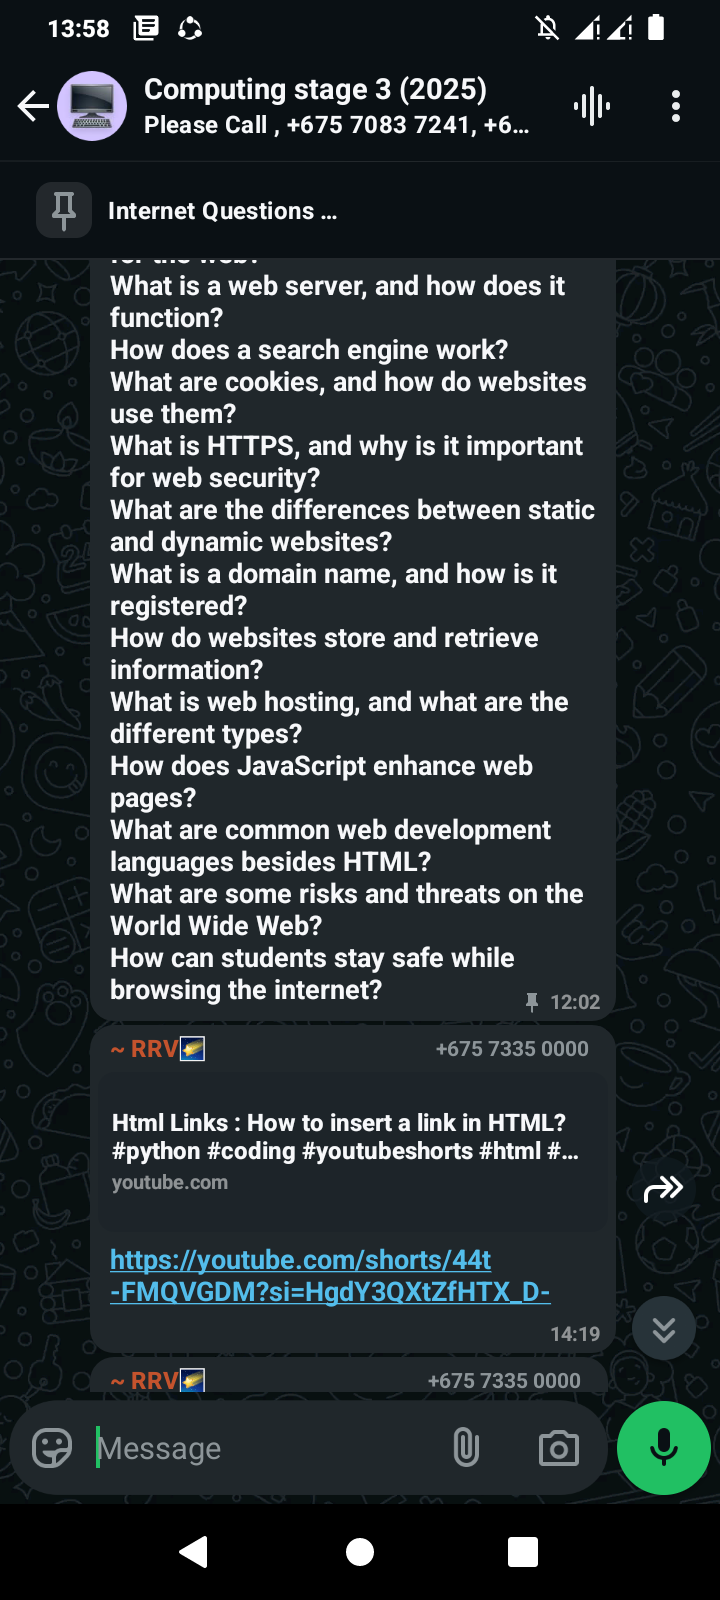 13:58
Computing stage 3 (2025)
Please Call , +675 7083 7241, +6...
Internet Questions ...
for the web?
What is a web server, and how does it
function?
How does a search engine work?
What are cookies, and how do websites
use them?
What is HTTPS, and why is it important
for web security?
What are the differences between static
and dynamic websites?
What is a domain name, and how is it
registered?
How do websites store and retrieve
information?
What is web hosting, and what are the
different types?
How does JavaScript enhance web
pages?
What are common web development
languages besides HTML?
What are some risks and threats on the
World Wide Web?
How can students stay safe while
browsing the internet?
12:02
~ RRV🌠 +675 7335 0000
Html Links : How to insert a link in HTML?
#python #coding #youtubeshorts #html #...
youtube.com
https://youtube.com/shorts/44t
-FMQVGDM?si=HgdY3QXtZfHTX_D-
14:19
~ RRV🌠 +675 7335 0000
Message